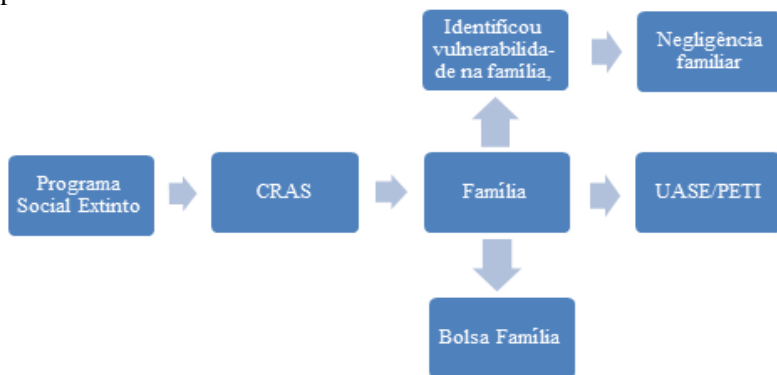 Identificou
vulnerabilida-
de na família,
Negligência
familiar
Programa
Social Extinto
CRAS
Família
UASE/PETI
Bolsa Família